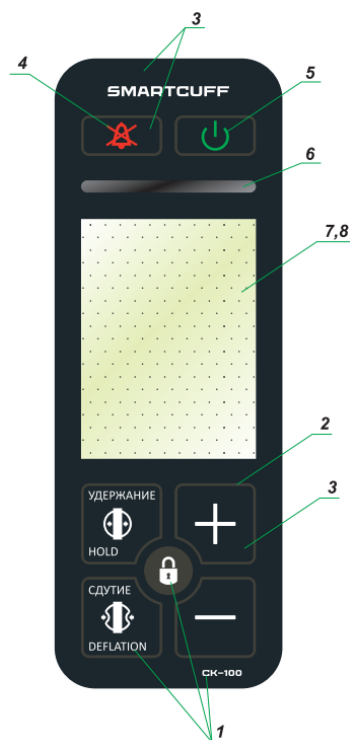 3
4
5
SMARTCUFF
6
7,8
2
УДЕРЖАНИЕ
3
HOLD
СДУТИЕ
DEFLATION
CK-100
1